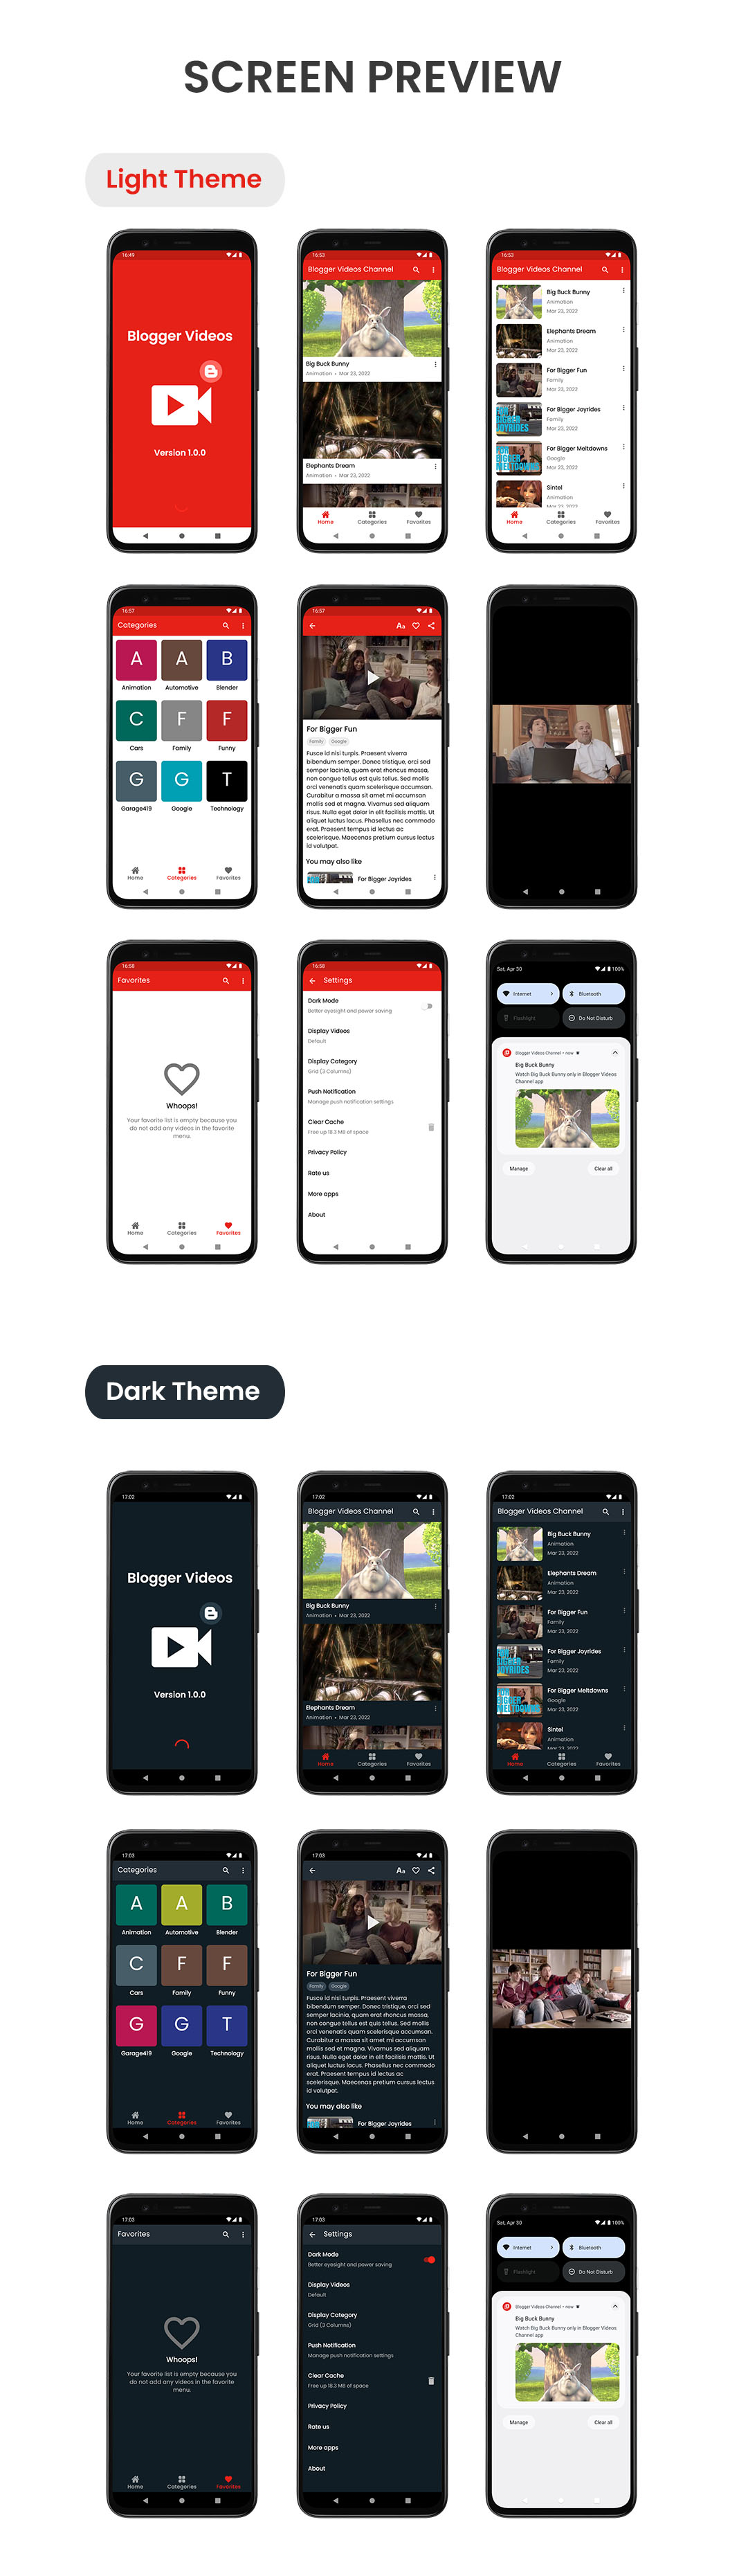 SCREEN PREVIEW
Light Theme
16:49
Blogger Videos
Version 1.0.0
16:53
Blogger Videos Channel
Big Buck Bunny
Animation • Mar 23, 2022
Elephants Dream
Animation • Mar 23, 2022
Home
Categories
Favorites
16:53
Blogger Videos Channel
Big Buck Bunny
Animation
Mar 23, 2022
Elephants Dream
Animation
Mar 23, 2022
For Bigger Fun
Family
Mar 23, 2022
For Bigger Joyrides
Family
Mar 23, 2022
For Bigger Meltdowns
Google
Mar 23, 2022
Sintel
Animation
Mar 23, 2022
Home
Categories
Favorites
16:57
Categories
A
A
B
Animation
Automotive
Blender
C
F
F
Cars
Family
Funny
G
G
T
Garage419
Google
Technology
Home
Categories
Favorites
16:57
Aa
For Bigger Fun
Family
Google
Fusce id nisi turpis. Praesent viverra
bibendum semper. Donec tristique, orci sed
semper lacinia, quam erat rhoncus massa,
non congue tellus est quis tellus. Sed mollis
orci venenatis quam scelerisque accumsan.
Curabitur a massa sit amet mi accumsan
mollis sed et magna. Vivamus sed aliquam
risus. Nulla eget dolor in elit facilisis mattis. Ut
aliquet luctus lacus. Phasellus nec commodo
erat. Praesent tempus id lectus ac
scelerisque. Maecenas pretium cursus lectus
id volutpat.
You may also like
For Bigger Joyrides
16:58
Favorites
Whoops!
Your favorite list is empty because you
do not add any videos in the favorite
menu.
Home
Categories
Favorites
16:58
Settings
Dark Mode
Better eyesight and power saving
Display Videos
Default
Display Category
Grid (3 Columns)
Push Notification
Manage push notification settings
Clear Cache
Free up 18.3 MB of space
Privacy Policy
Rate us
More apps
About
Sat, Apr 30
100%
Internet
Bluetooth
Flashlight
Do Not Disturb
Blogger Videos Channel • now
Big Buck Bunny
Watch Big Buck Bunny only in Blogger Videos
Channel app
Manage
Clear all
Dark Theme
17:02
Blogger Videos
Version 1.0.0
17:02
Blogger Videos Channel
Big Buck Bunny
Animation • Mar 23, 2022
Elephants Dream
Animation • Mar 23, 2022
Home
Categories
Favorites
17:02
Blogger Videos Channel
Big Buck Bunny
Animation
Mar 23, 2022
Elephants Dream
Animation
Mar 23, 2022
For Bigger Fun
Family
Mar 23, 2022
For Bigger Joyrides
Family
Mar 23, 2022
For Bigger Meltdowns
Google
Mar 23, 2022
Sintel
Animation
Mar 23, 2022
Home
Categories
Favorites
17:03
Categories
A
A
B
Animation
Automotive
Blender
C
F
F
Cars
Family
Funny
G
G
T
Garage419
Google
Technology
Home
Categories
Favorites
17:03
Aa
For Bigger Fun
Family
Google
Fusce id nisi turpis. Praesent viverra
bibendum semper. Donec tristique, orci sed
semper lacinia, quam erat rhoncus massa,
non congue tellus est quis tellus. Sed mollis
orci venenatis quam scelerisque accumsan.
Curabitur a massa sit amet mi accumsan
mollis sed et magna. Vivamus sed aliquam
risus. Nulla eget dolor in elit facilisis mattis. Ut
aliquet luctus lacus. Phasellus nec commodo
erat. Praesent tempus id lectus ac
scelerisque. Maecenas pretium cursus lectus
id volutpat.
You may also like
For Bigger Joyrides
17:03
Favorites
Whoops!
Your favorite list is empty because you
do not add any videos in the favorite
menu.
Home
Categories
Favorites
17:03
Settings
Dark Mode
Better eyesight and power saving
Display Videos
Default
Display Category
Grid (3 Columns)
Push Notification
Manage push notification settings
Clear Cache
Free up 18.3 MB of space
Privacy Policy
Rate us
More apps
About
Sat, Apr 30
100%
Internet
Bluetooth
Flashlight
Do Not Disturb
Blogger Videos Channel • now
Big Buck Bunny
Watch Big Buck Bunny only in Blogger Videos
Channel app
Manage
Clear all